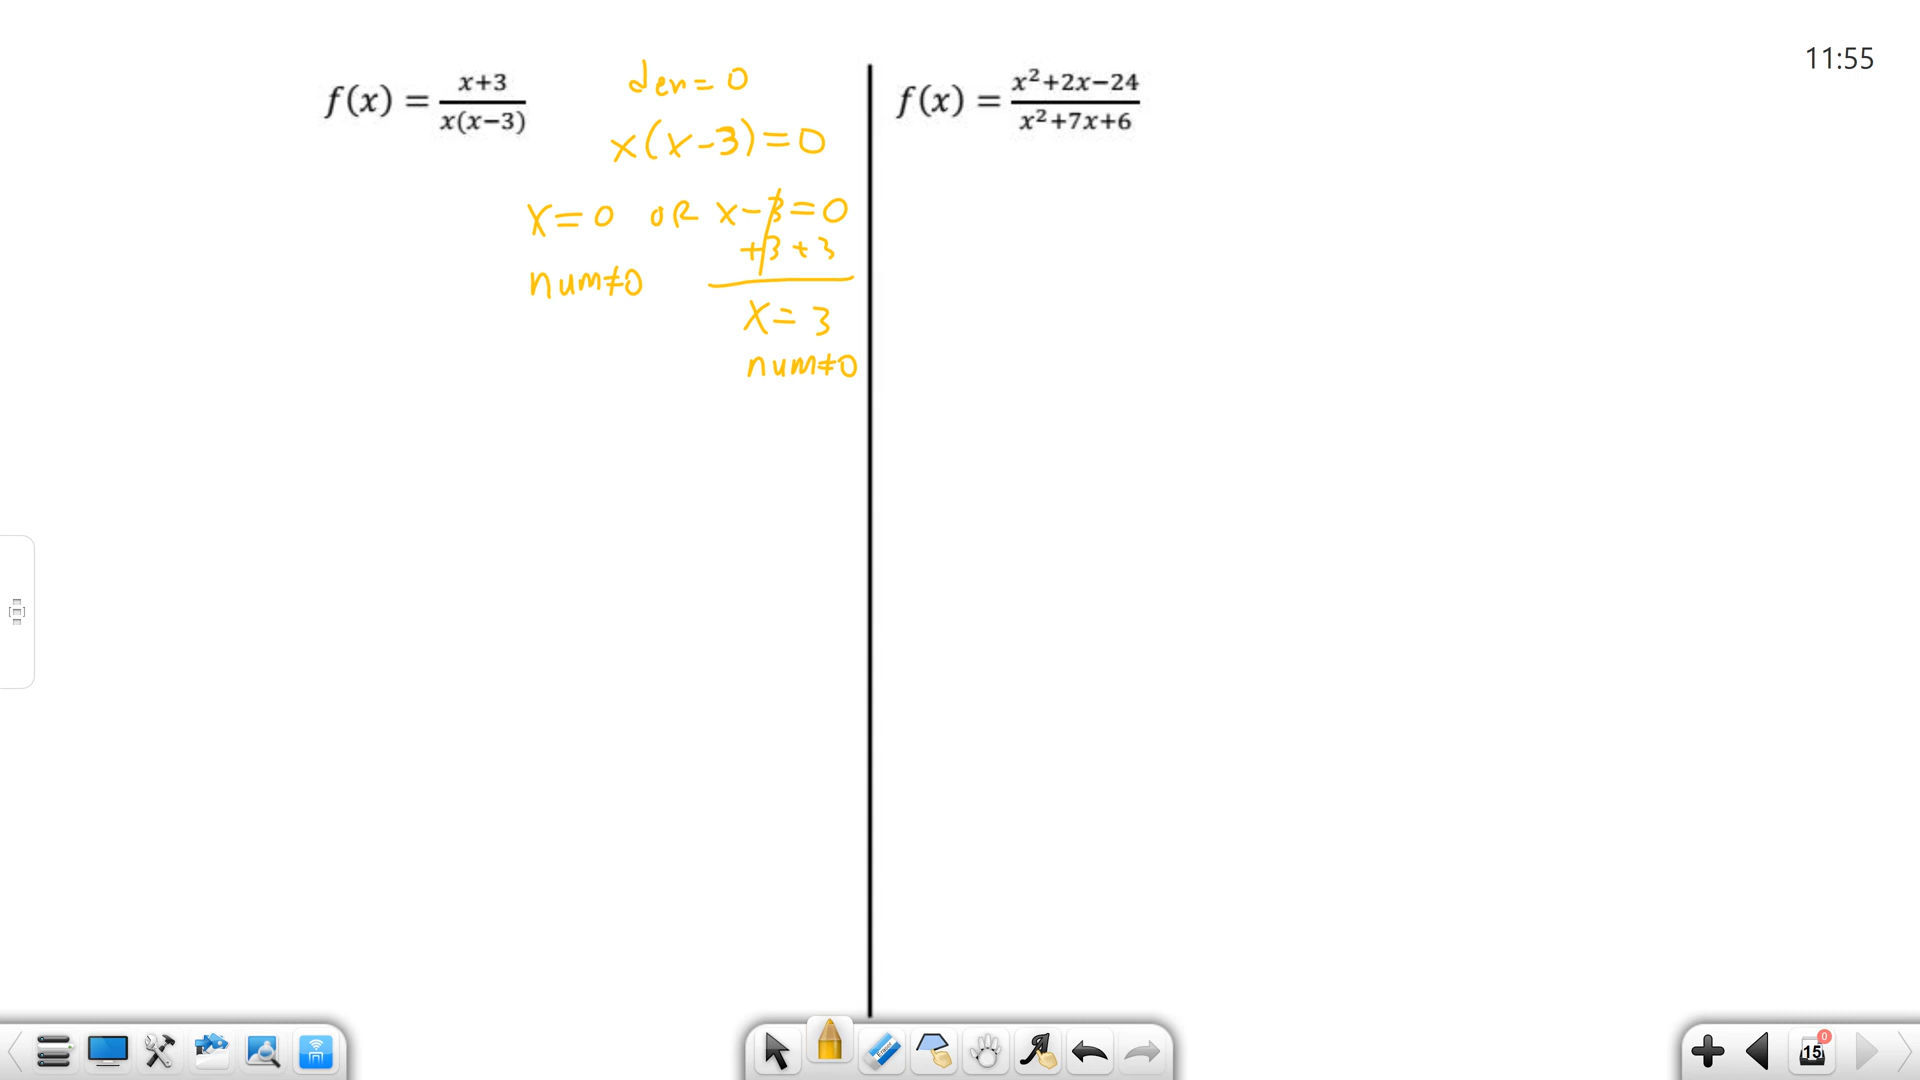 11:55
f(x) = x+3 / x(x−3)
den = 0
x(x-3)=0
x=0 OR x-3=0
+3 +3
num≠0
x= 3
num≠0
f(x) = x²+2x−24 / x²+7x+6
Eraser
15
0